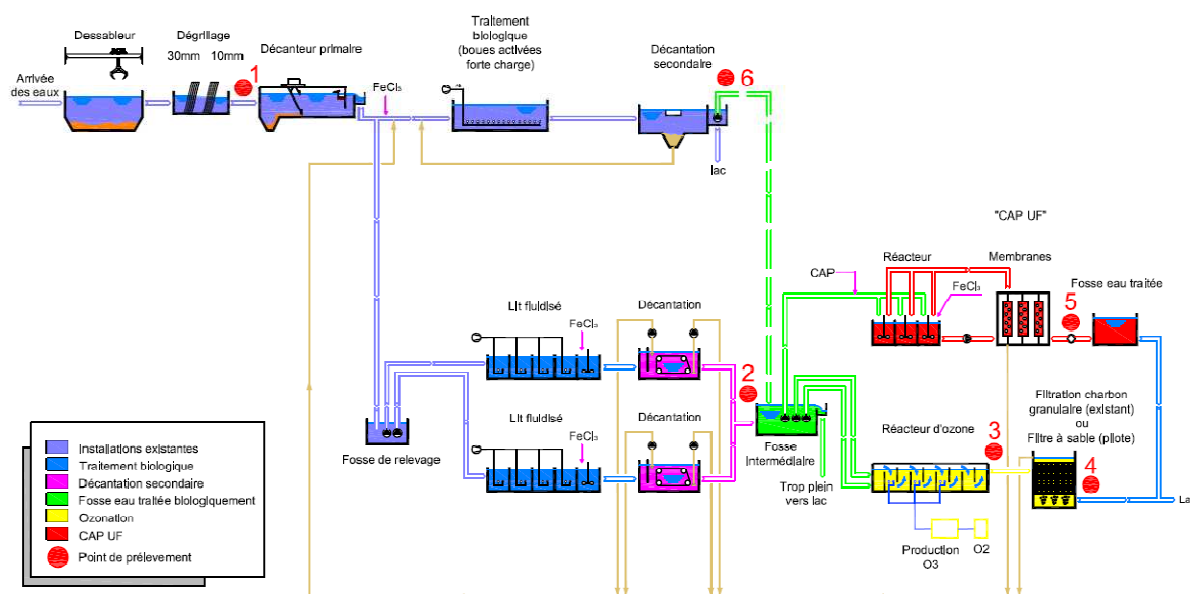 Dessableur
Dégrillage
30mm 10mm
Décanteur primaire
Traitement
biologique
(boues activées
forte charge)
Décantation
secondaire
Arrivée
des eaux
1
FeCl₃
6
lac
"CAP UF"
Réacteur
Membranes
CAP
FeCl₃
Fosse eau traitée
5
Lit fluidisé
FeCl₃
Décantation
2
Lit fluidisé
FeCl₃
Décantation
Fosse de relevage
Fosse
intermédiaire
Trop plein
vers lac
Réacteur d'ozone
3
Filtration charbon
granulaire (existant)
ou
Filtre à sable (pilote)
4
La
Production
O3
O2
Installations existantes
Traitement biologique
Décantation secondaire
Fosse eau traitée biologiquement
Ozonation
CAP UF
Point de prélevement